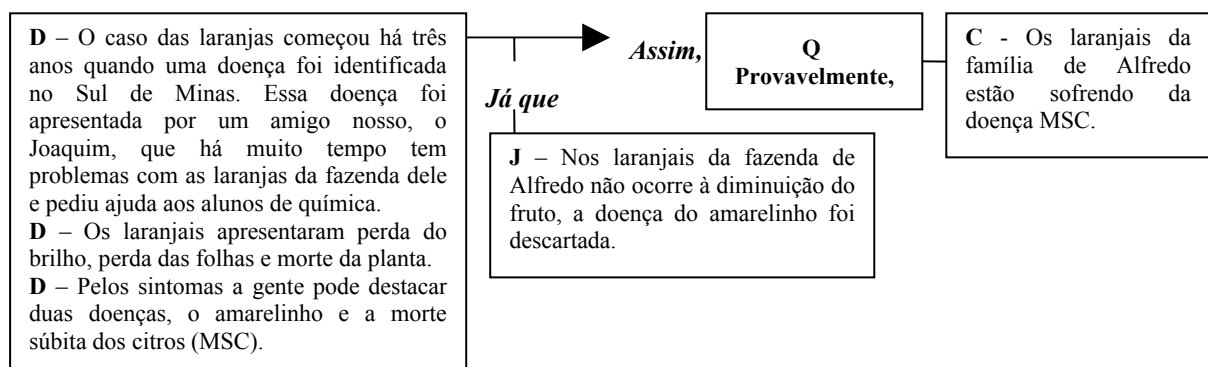 D – O caso das laranjas começou há três
anos quando uma doença foi identificada
no Sul de Minas. Essa doença foi
apresentada por um amigo nosso, o
Joaquim, que há muito tempo tem
problemas com as laranjas da fazenda dele
e pediu ajuda aos alunos de química.
D – Os laranjais apresentaram perda do
brilho, perda das folhas e morte da planta.
D – Pelos sintomas a gente pode destacar
duas doenças, o amarelinho e a morte
súbita dos citros (MSC).
Já que
J – Nos laranjais da fazenda de
Alfredo não ocorre à diminuição do
fruto, a doença do amarelinho foi
descartada.
Assim,
Q
Provavelmente,
C - Os laranjais da
família de Alfredo
estão sofrendo da
doença MSC.